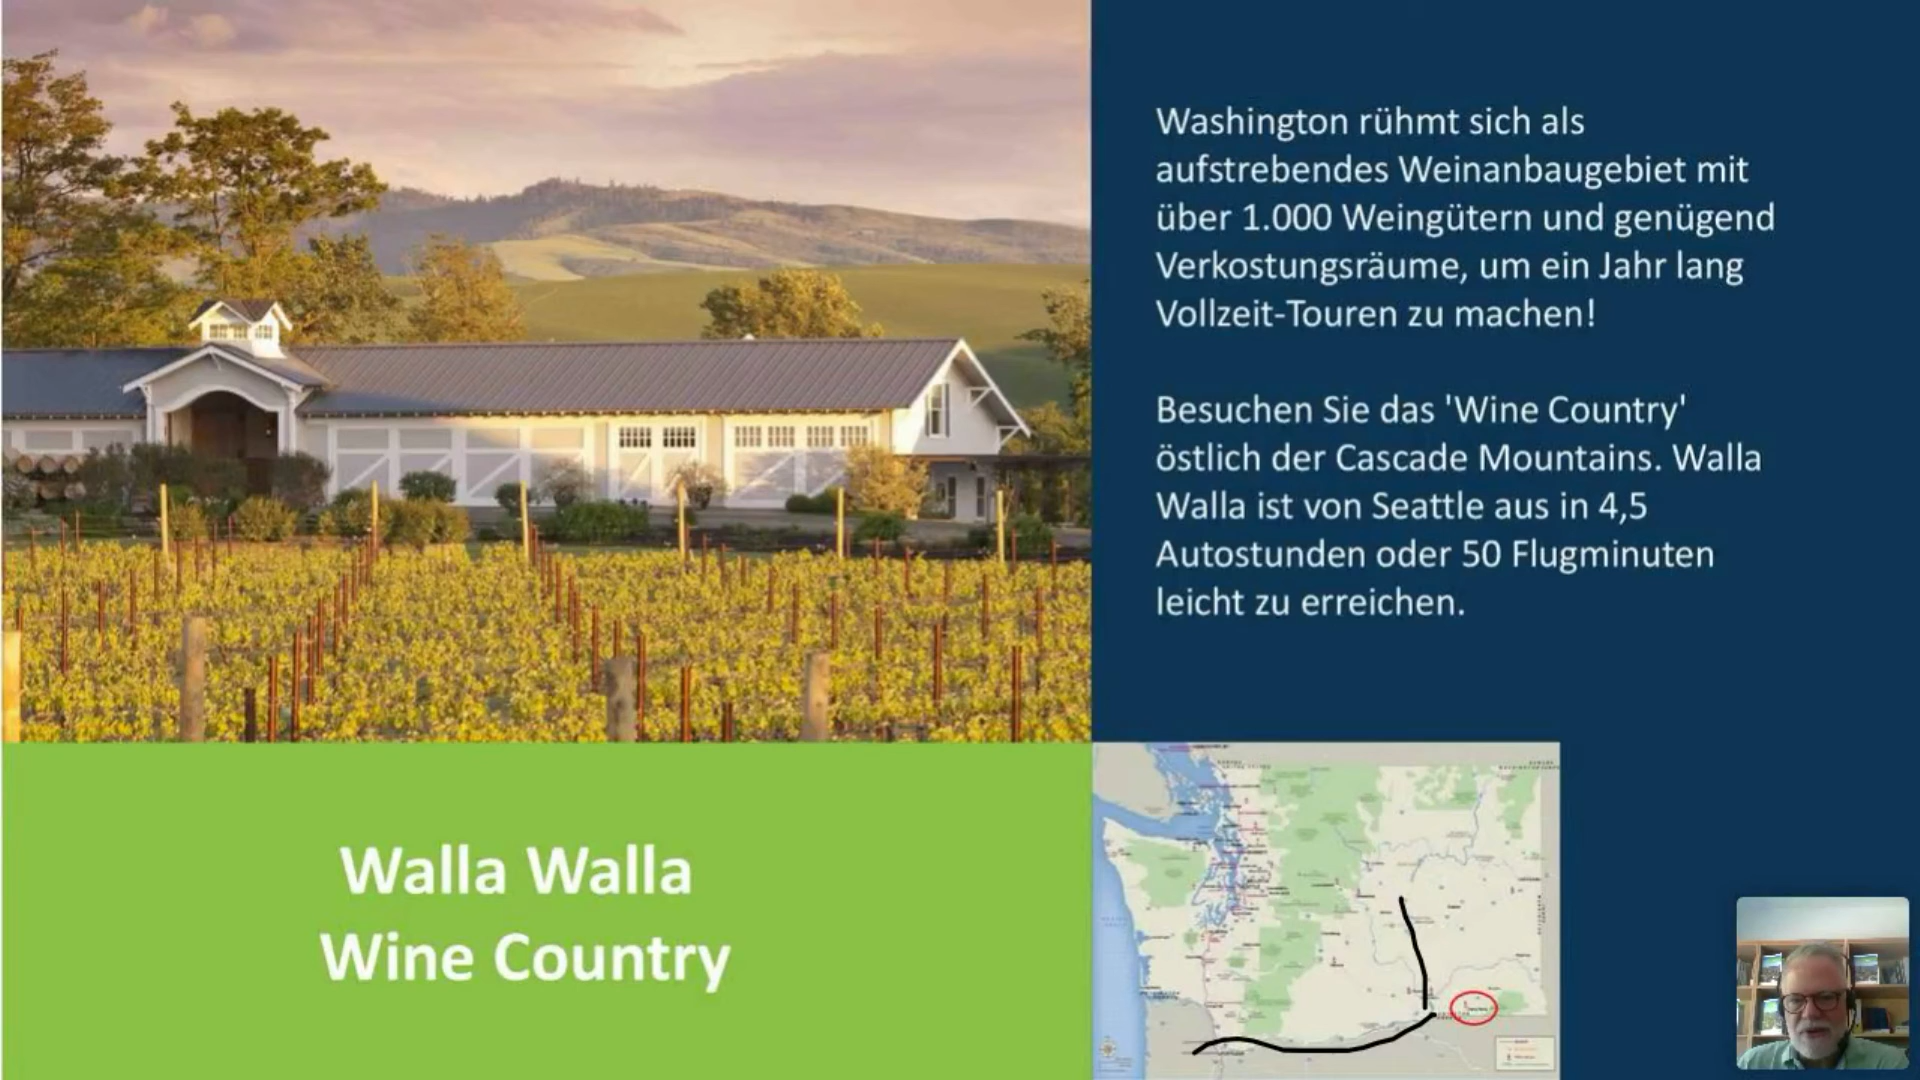 Washington rühmt sich als
aufstrebendes Weinanbaugebiet mit
über 1.000 Weingütern und genügend
Verkostungsräume, um ein Jahr lang
Vollzeit-Touren zu machen!
Besuchen Sie das 'Wine Country'
östlich der Cascade Mountains. Walla
Walla ist von Seattle aus in 4,5
Autostunden oder 50 Flugminuten
leicht zu erreichen.
Walla Walla
Wine Country